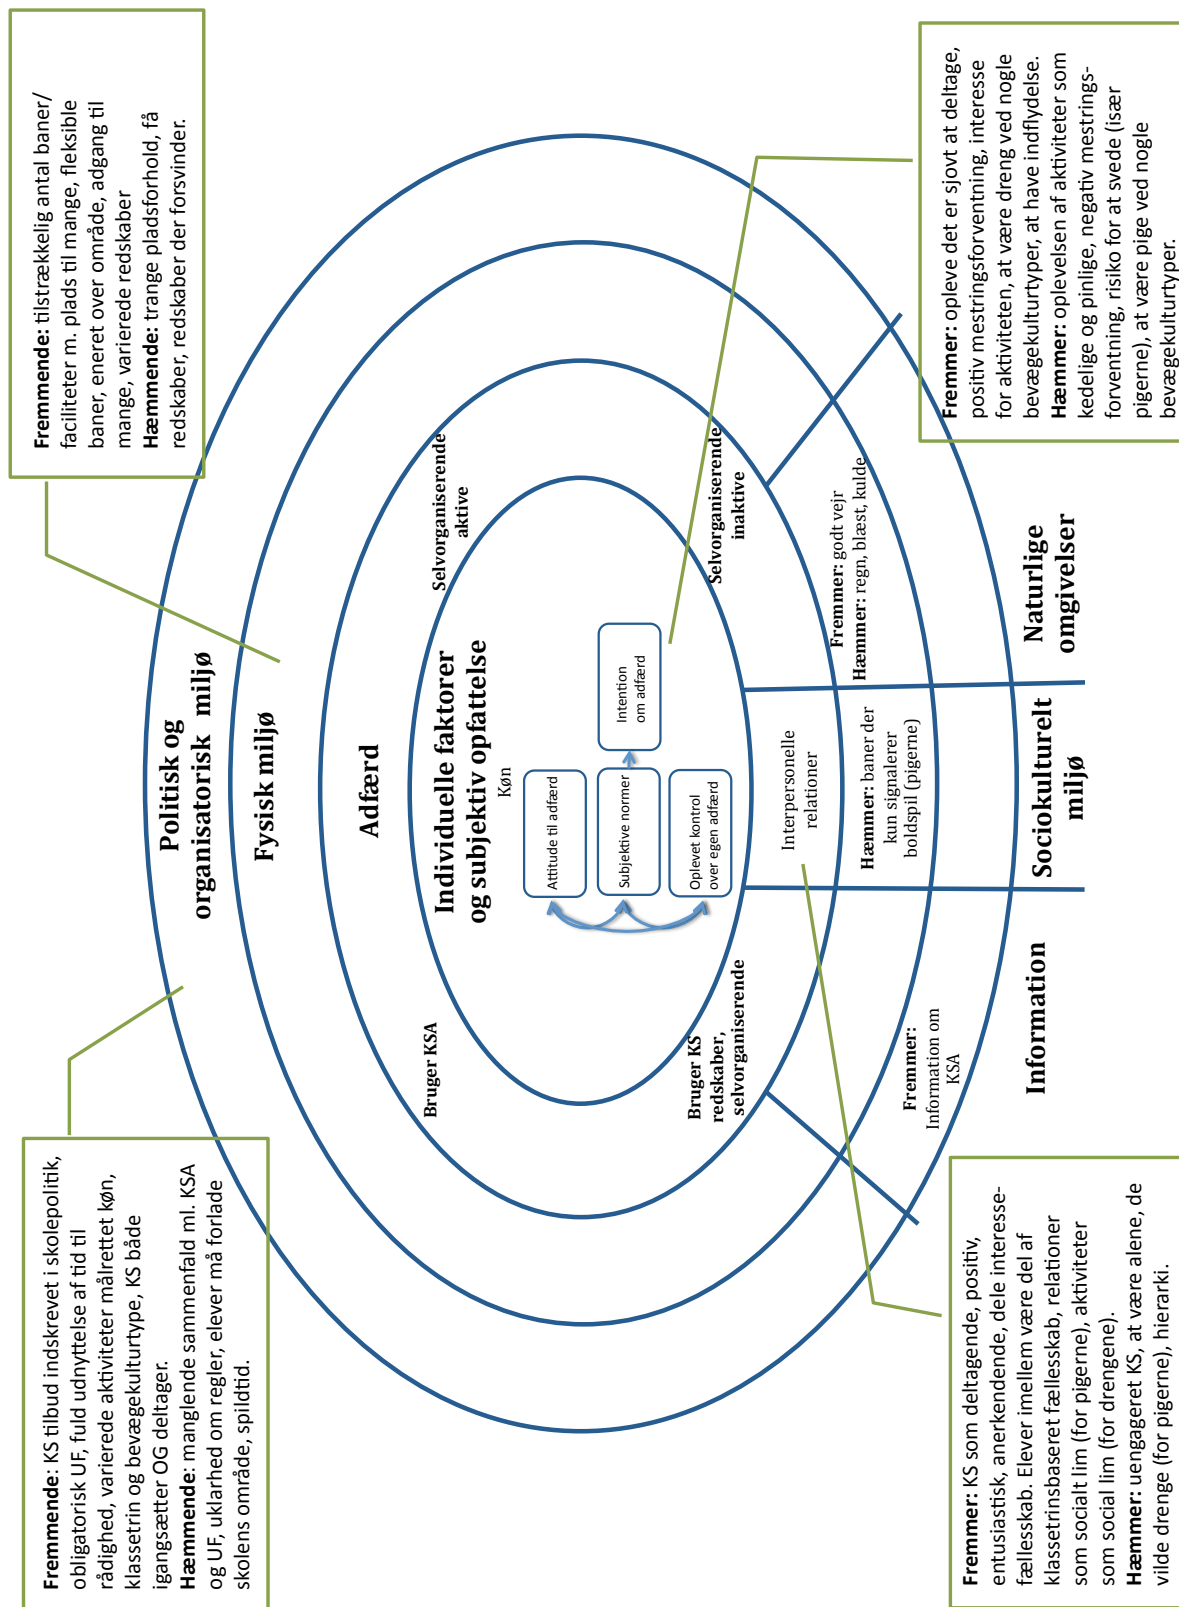 Fremmende: KS tilbud indskrevet i skolepolitik,
obligatorisk UF, fuld udnyttelse af tid til
rådighed, varierede aktiviteter målrettet køn,
klassetrin og bevægekulturtype, KS både
igangsætter OG deltager.
Hæmmende: manglende sammenfald ml. KSA
og UF, uklarhed om regler, elever må forlade
skolens område, spildtid.
Politisk og
organisatorisk miljø
Fremmende: tilstrækkelig antal baner/
faciliteter m. plads til mange, fleksible
baner, eneret over område, adgang til
mange, varierede redskaber
Hæmmende: trange pladsforhold, få
redskaber, redskaber der forsvinder.
Fysisk miljø
Adfærd
Bruger KSA
Selvorganiserende
aktive
Individuelle faktorer
og subjektiv opfattelse
Køn
Attitude til adfærd
Subjektive normer
Oplevet kontrol
over egen adfærd
Intention
om adfærd
Bruger KS
redskaber,
selvorganiserende
Selvorganiserende
inaktive
Interpersonelle
relationer
Fremmer: godt vejr
Hæmmer: regn, blæst, kulde
Hæmmer: baner der
kun signalerer
boldspil (pigerne)
Fremmer:
Information om
KSA
Information
Sociokulturelt
miljø
Naturlige
omgivelser
Fremmer: KS som deltagende, positiv,
entusiastisk, anerkendende, dele interesse-
fællesskab. Elever imellem være del af
klassetrinsbaseret fællesskab, relationer
som socialt lim (for pigerne), aktiviteter
som social lim (for drengene).
Hæmmer: uengageret KS, at være alene, de
vilde drenge (for pigerne), hierarki.
Fremmer: opleve det er sjovt at deltage,
positiv mestringsforventning, interesse
for aktiviteten, at være dreng ved nogle
bevægekulturtyper, at have indflydelse.
Hæmmer: oplevelsen af aktiviteter som
kedelige og pinlige, negativ mestrings-
forventning, risiko for at svede (især
pigerne), at være pige ved nogle
bevægekulturtyper.